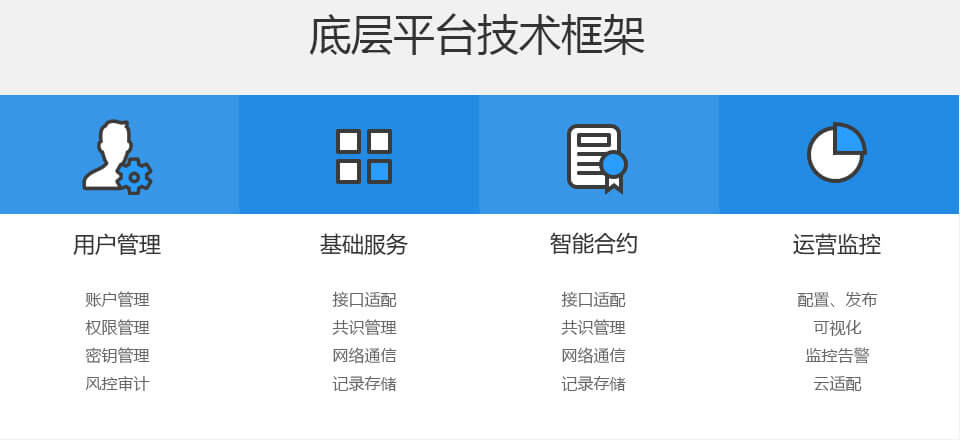 底层平台技术框架
用户管理
账户管理
权限管理
密钥管理
风控审计
基础服务
接口适配
共识管理
网络通信
记录存储
智能合约
接口适配
共识管理
网络通信
记录存储
运营监控
配置、发布
可视化
监控告警
云适配